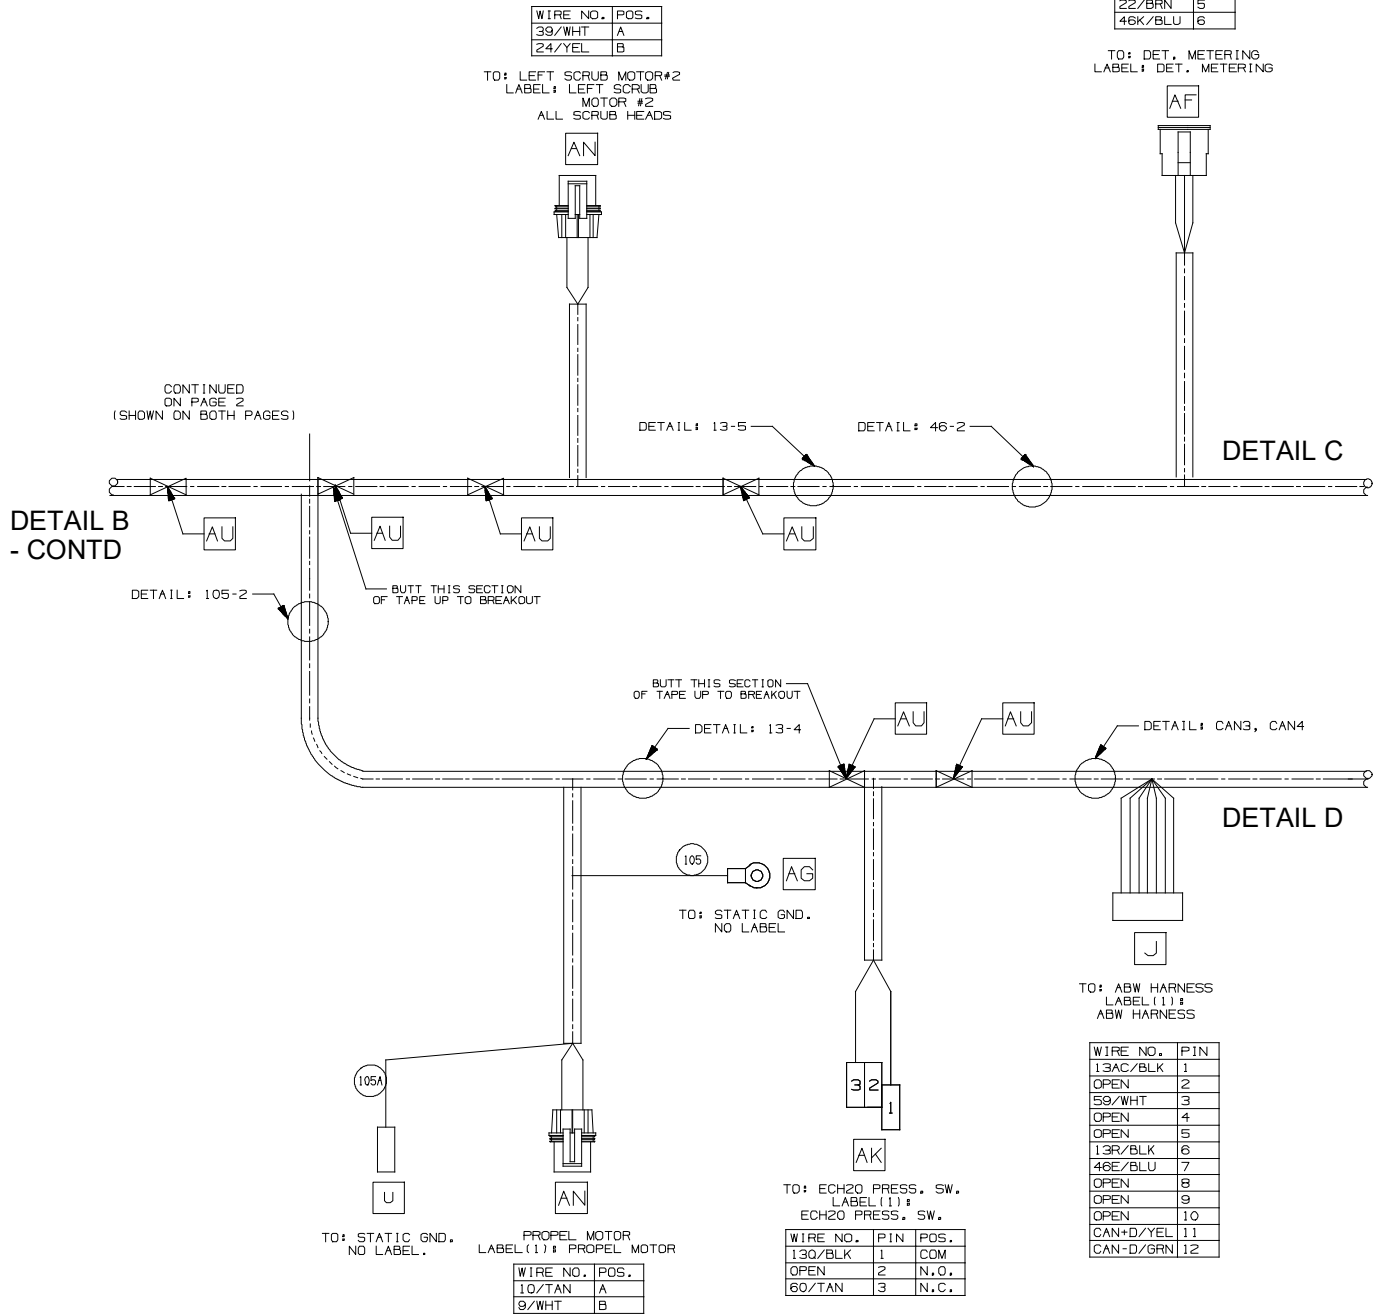 WIRE NO. POS.
39/WHT A
24/YEL B
TO: LEFT SCRUB MOTOR#2
LABEL: LEFT SCRUB
MOTOR #2
ALL SCRUB HEADS
AN
22/BRN 5
46K/BLU 6
TO: DET. METERING
LABEL: DET. METERING
AF
CONTINUED
ON PAGE 2
(SHOWN ON BOTH PAGES)
DETAIL: 13-5
DETAIL: 46-2
DETAIL C
DETAIL B
- CONTD
AU
AU
AU
AU
BUTT THIS SECTION
OF TAPE UP TO BREAKOUT
DETAIL: 105-2
BUTT THIS SECTION
OF TAPE UP TO BREAKOUT
DETAIL: 13-4
AU
AU
DETAIL: CAN3, CAN4
DETAIL D
105
AG
TO: STATIC GND.
NO LABEL
105A
U
TO: STATIC GND.
NO LABEL.
AN
PROPEL MOTOR
LABEL(1): PROPEL MOTOR
WIRE NO. POS.
10/TAN A
9/WHT B
3 2
1
AK
TO: ECH20 PRESS. SW.
LABEL(1):
ECH20 PRESS. SW.
WIRE NO. PIN POS.
13Q/BLK 1 COM
OPEN 2 N.O.
60/TAN 3 N.C.
J
TO: ABW HARNESS
LABEL(1):
ABW HARNESS
WIRE NO. PIN
13AC/BLK 1
OPEN 2
59/WHT 3
OPEN 4
OPEN 5
13R/BLK 6
46E/BLU 7
OPEN 8
OPEN 9
OPEN 10
CAN+D/YEL 11
CAN-D/GRN 12